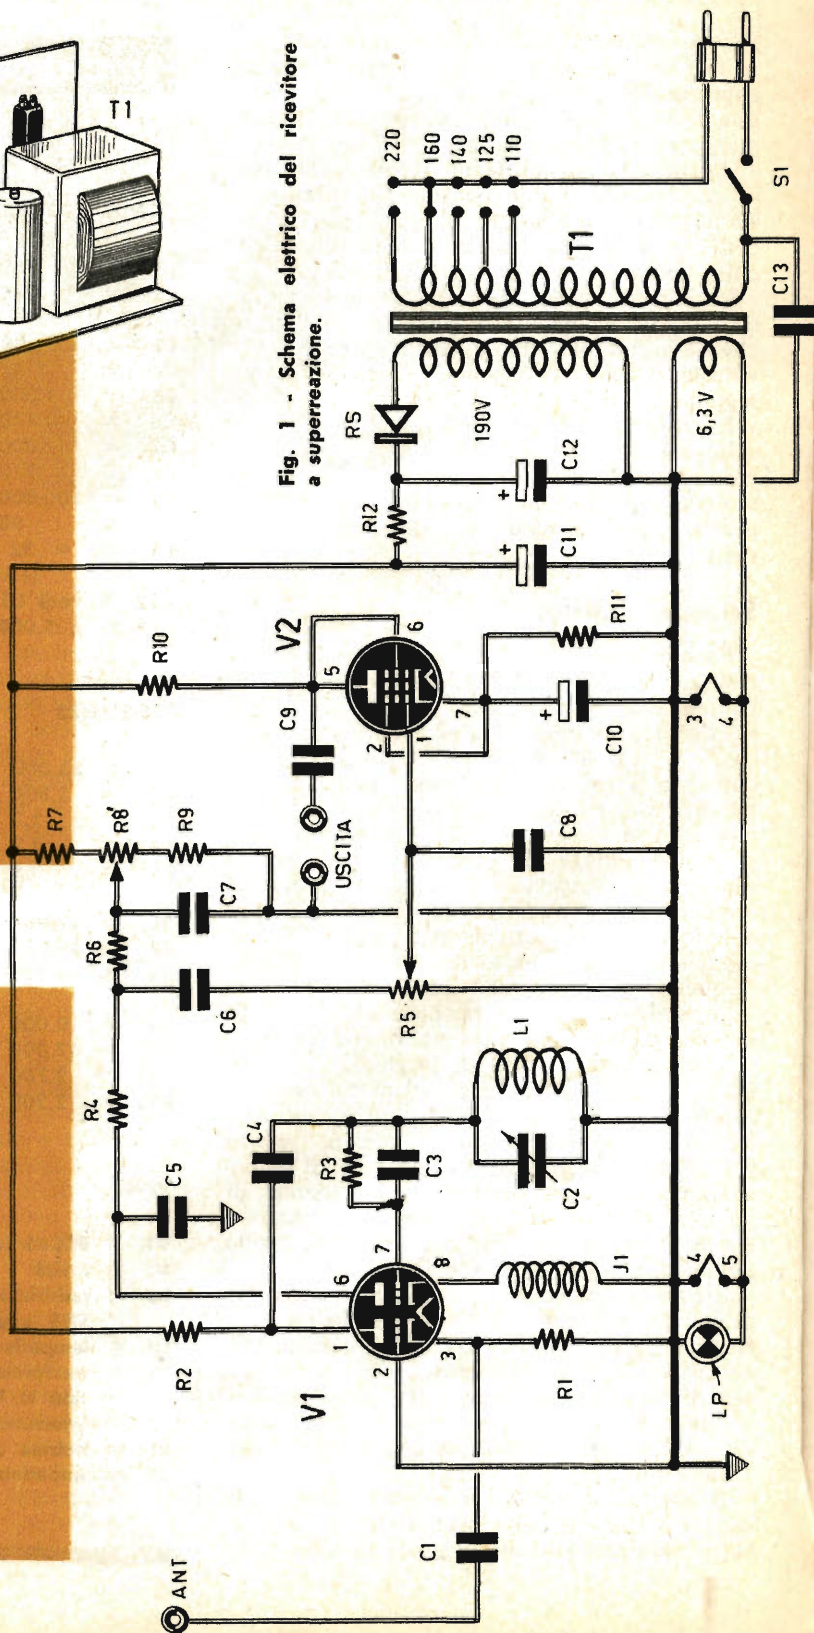 T1
Fig. 1 - Schema elettrico del ricevitore
a superreazione.
ANT
C1
V1
1
2
3
6
7
8
R1
R2
R3
R4
C2
C3
C4
C5
L1
J1
LP
4
5
R5
R6
R7
R8
R9
C6
C7
C8
C9
USCITA
V2
1
2
5
6
7
R10
R11
+
C10
3
4
R12
+
C11
+
C12
RS
190V
6,3 V
T1
220
160
140
125
110
S1
C13